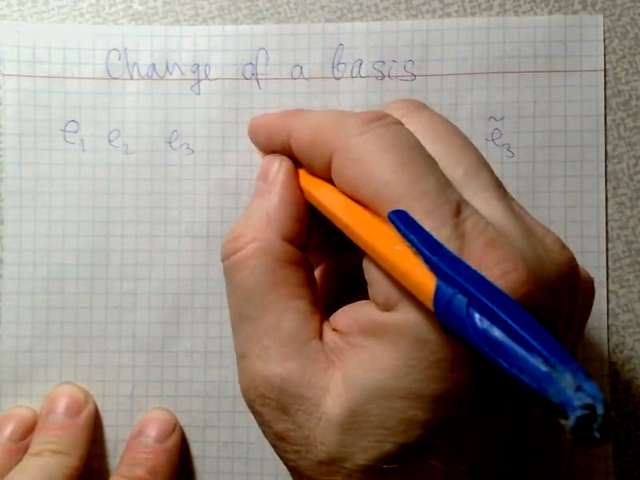 Change of a basis
e₁ e₂ e₃ ẽ₃